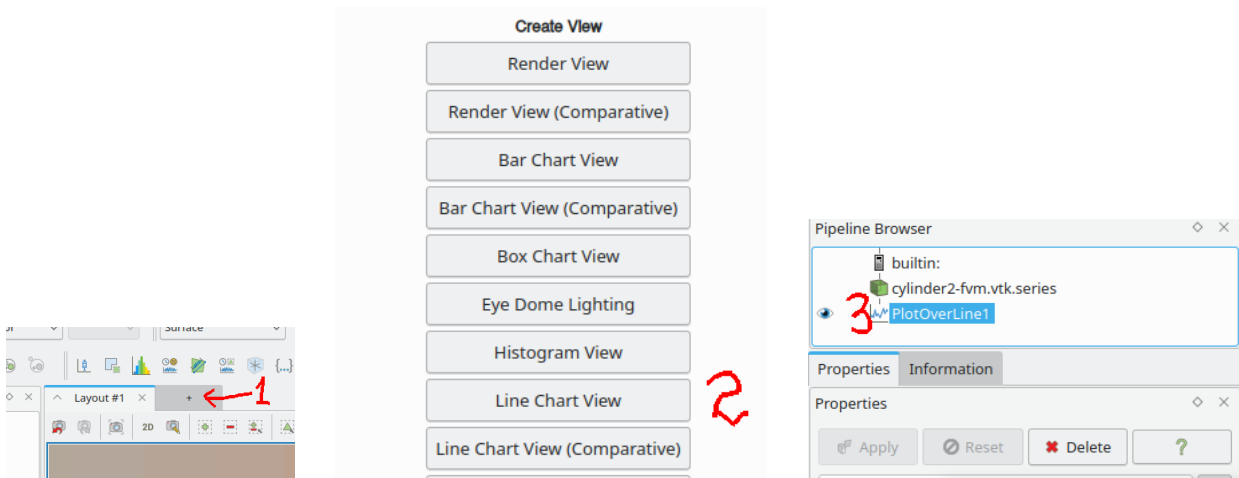 Surface
{...}
Layout #1
+
1
2D
Create View
Render View
Render View (Comparative)
Bar Chart View
Bar Chart View (Comparative)
Box Chart View
Eye Dome Lighting
Histogram View
Line Chart View
Line Chart View (Comparative)
2
Pipeline Browser
builtin:
cylinder2-fvm.vtk.series
3 PlotOverLine1
Properties Information
Properties
Apply Reset Delete ?